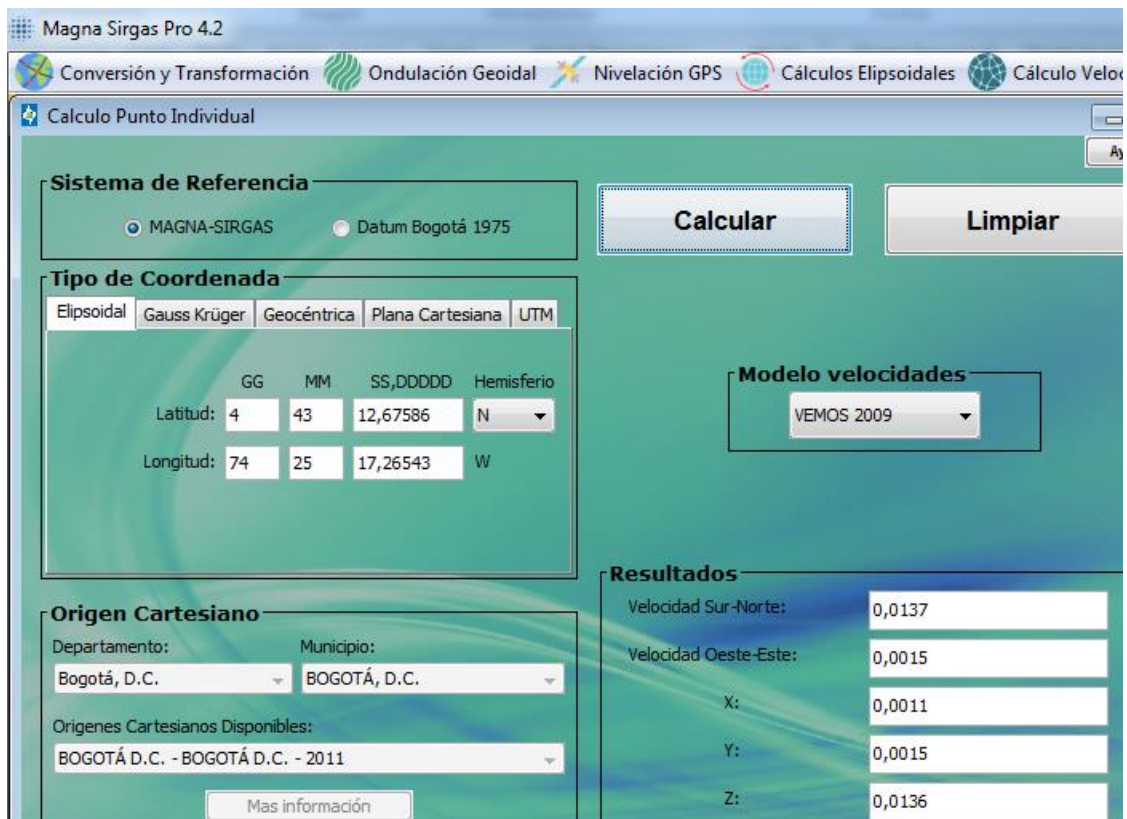 Magna Sirgas Pro 4.2
Conversión y Transformación Ondulación Geoidal Nivelación GPS Cálculos Elipsoidales Cálculo
Calculo Punto Individual
Sistema de Referencia
MAGNA-SIRGAS Datum Bogotá 1975
Calcular Limpiar
Tipo de Coordenada
Elipsoidal Gauss Krüger Geocéntrica Plana Cartesiana UTM
GG MM SS,DDDDD Hemisferio
Latitud: 4 43 12,67586 N
Longitud: 74 25 17,26543 W
Modelo velocidades
VEMOS 2009
Origen Cartesiano
Departamento: Municipio:
Bogotá, D.C. BOGOTÁ, D.C.
Origenes Cartesianos Disponibles:
BOGOTÁ D.C. - BOGOTÁ D.C. - 2011
Mas información
Resultados
Velocidad Sur-Norte: 0,0137
Velocidad Oeste-Este: 0,0015
X: 0,0011
Y: 0,0015
Z: 0,0136